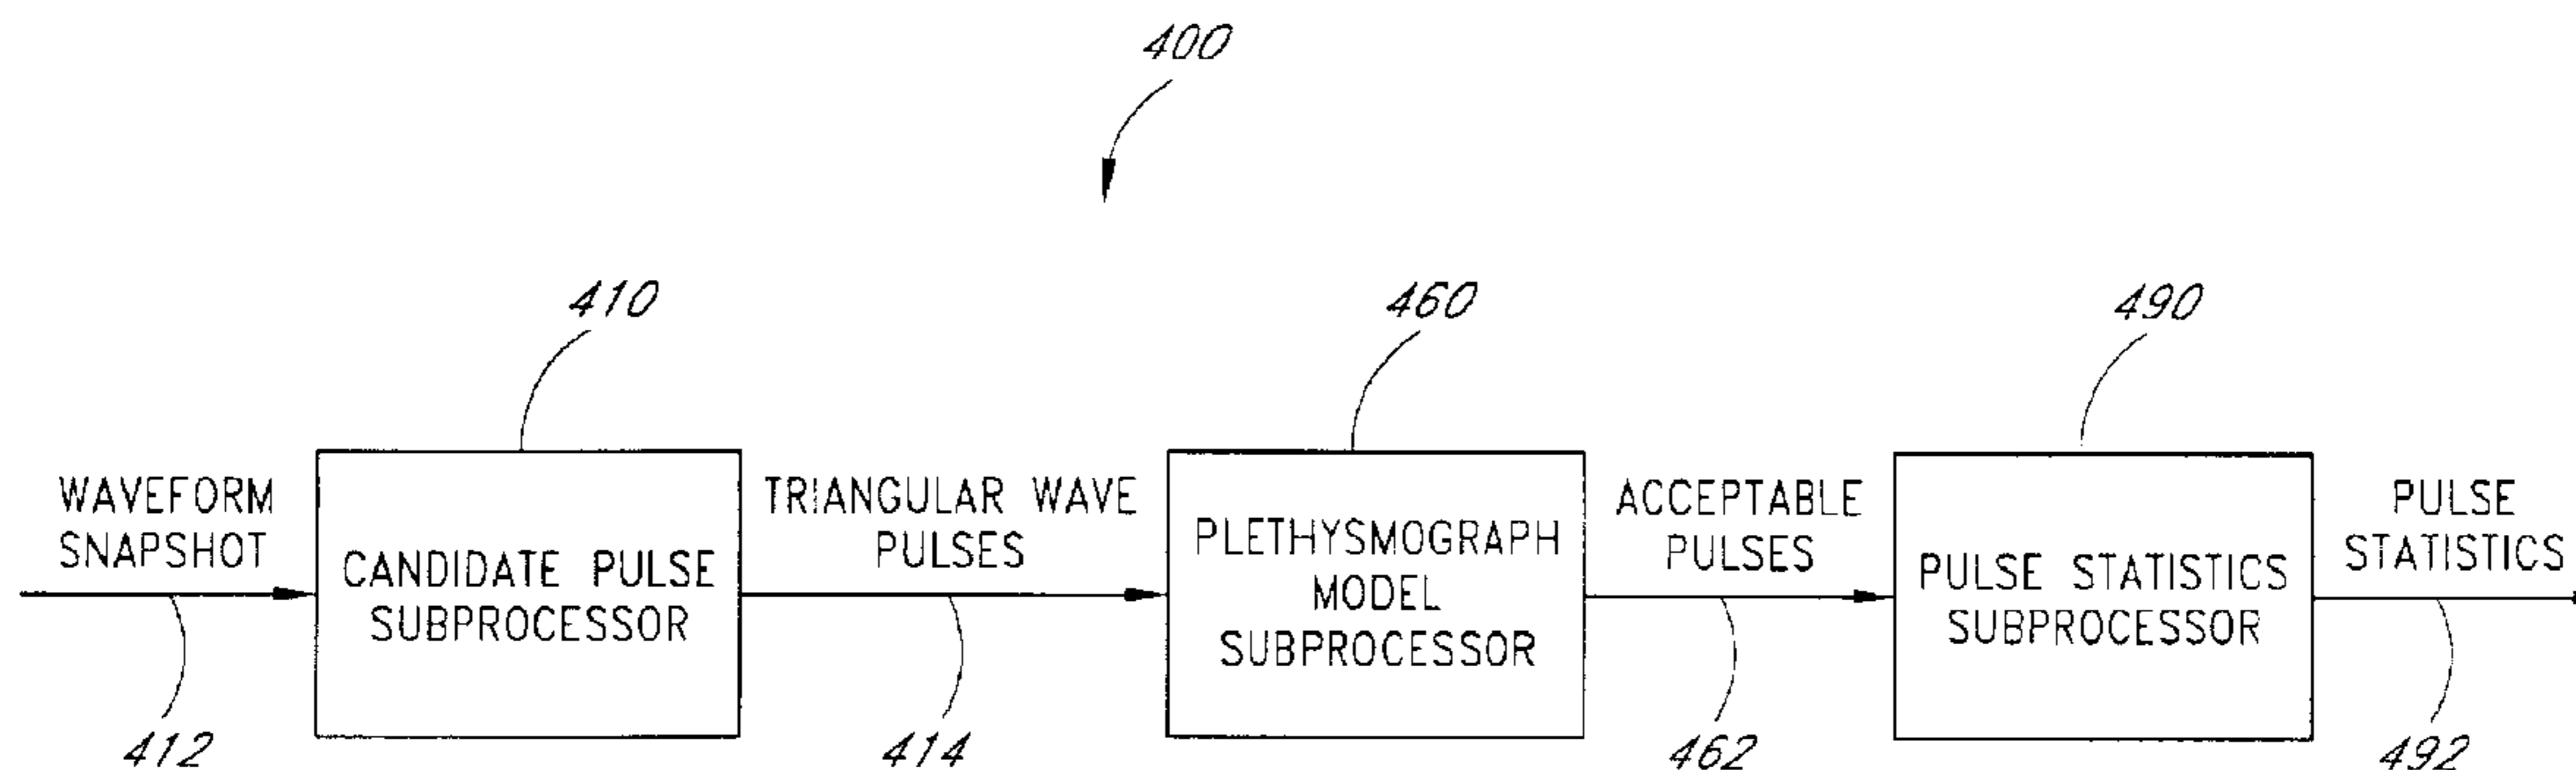 400
410
460
490
WAVEFORM
SNAPSHOT
CANDIDATE PULSE
SUBPROCESSOR
TRIANGULAR WAVE
PULSES
PLETHYSMOGRAPH
MODEL
SUBPROCESSOR
ACCEPTABLE
PULSES
PULSE STATISTICS
SUBPROCESSOR
PULSE
STATISTICS
412
414
462
492